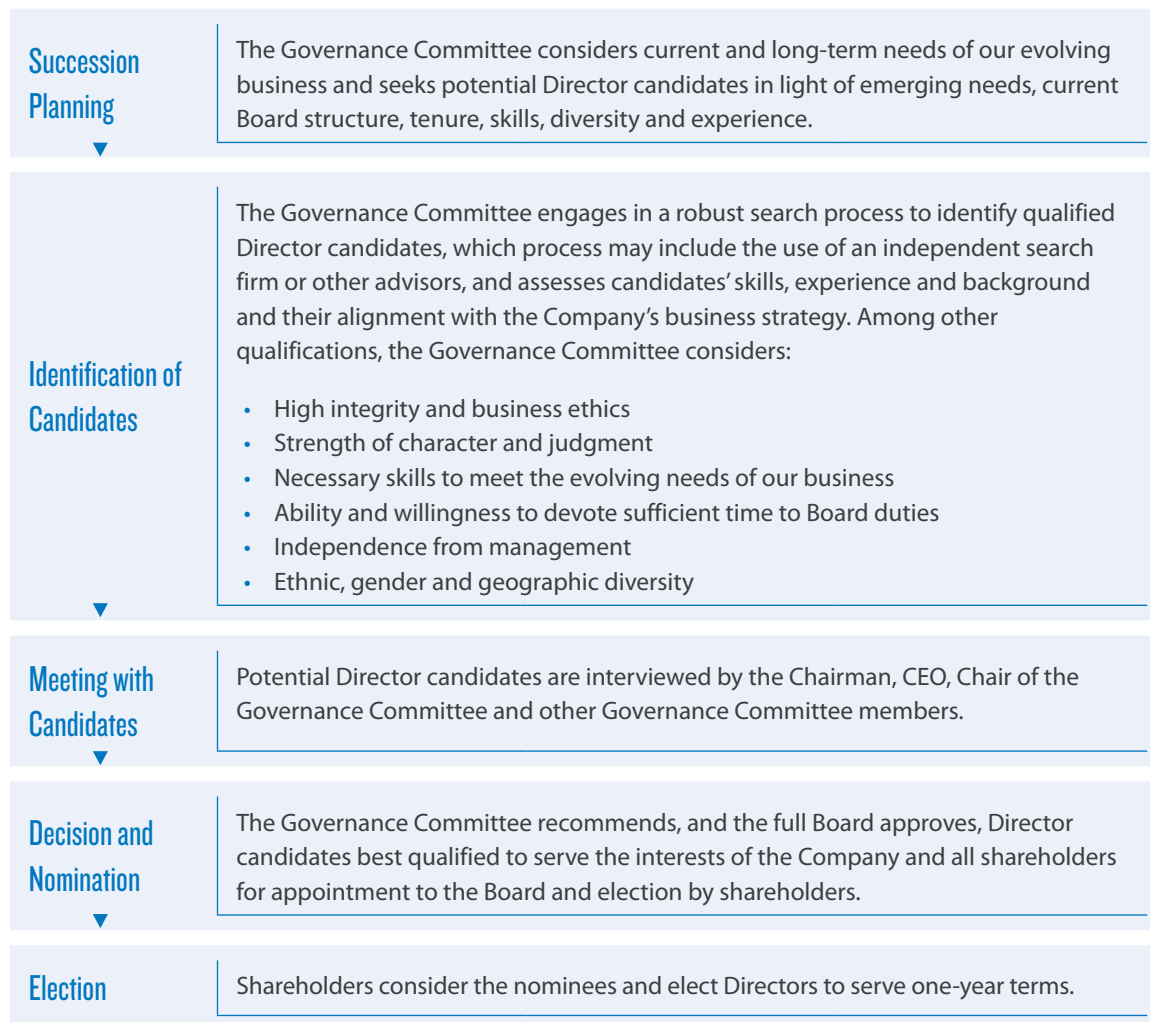 Succession
Planning
The Governance Committee considers current and long-term needs of our evolving
business and seeks potential Director candidates in light of emerging needs, current
Board structure, tenure, skills, diversity and experience.
Identification of
Candidates
The Governance Committee engages in a robust search process to identify qualified
Director candidates, which process may include the use of an independent search
firm or other advisors, and assesses candidates’ skills, experience and background
and their alignment with the Company’s business strategy. Among other
qualifications, the Governance Committee considers:
• High integrity and business ethics
• Strength of character and judgment
• Necessary skills to meet the evolving needs of our business
• Ability and willingness to devote sufficient time to Board duties
• Independence from management
• Ethnic, gender and geographic diversity
Meeting with
Candidates
Potential Director candidates are interviewed by the Chairman, CEO, Chair of the
Governance Committee and other Governance Committee members.
Decision and
Nomination
The Governance Committee recommends, and the full Board approves, Director
candidates best qualified to serve the interests of the Company and all shareholders
for appointment to the Board and election by shareholders.
Election
Shareholders consider the nominees and elect Directors to serve one-year terms.